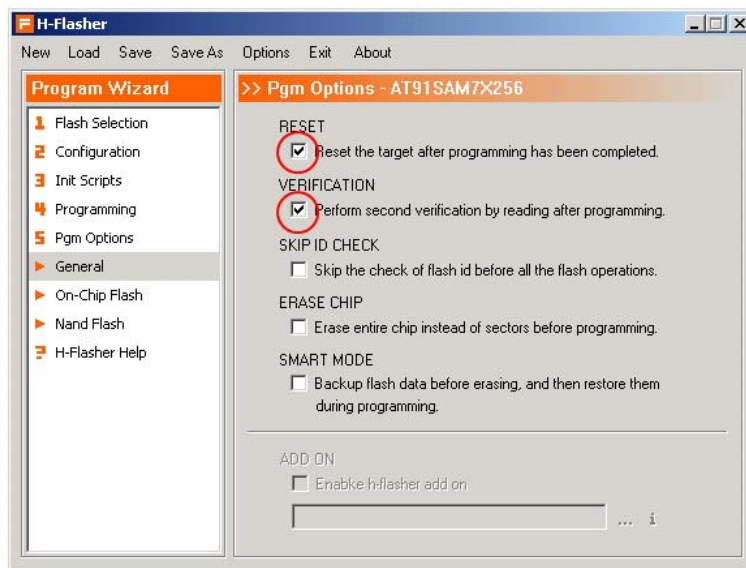 H-Flasher
New Load Save Save As Options Exit About
Program Wizard
1 Flash Selection
2 Configuration
3 Init Scripts
4 Programming
5 Pgm Options
General
On-Chip Flash
Nand Flash
? H-Flasher Help
>> Pgm Options - AT91SAM7X256
RESET
Reset the target after programming has been completed.
VERIFICATION
Perform second verification by reading after programming.
SKIP ID CHECK
Skip the check of flash id before all the flash operations.
ERASE CHIP
Erase entire chip instead of sectors before programming.
SMART MODE
Backup flash data before erasing, and then restore them
during programming.
ADD ON
Enabke h-flasher add on
... i